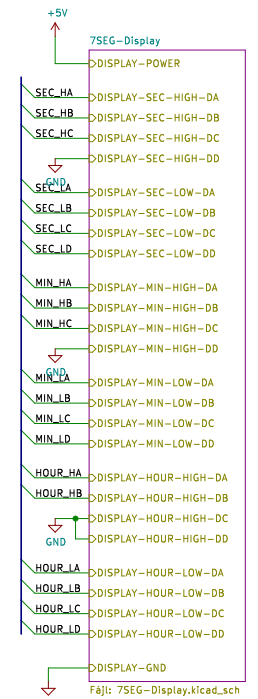 +5V
7SEG-Display
DISPLAY-POWER
SEC_HA DISPLAY-SEC-HIGH-DA
SEC_HB DISPLAY-SEC-HIGH-DB
SEC_HC DISPLAY-SEC-HIGH-DC
DISPLAY-SEC-HIGH-DD
GND
SEC_LA DISPLAY-SEC-LOW-DA
SEC_LB DISPLAY-SEC-LOW-DB
SEC_LC DISPLAY-SEC-LOW-DC
SEC_LD DISPLAY-SEC-LOW-DD
MIN_HA DISPLAY-MIN-HIGH-DA
MIN_HB DISPLAY-MIN-HIGH-DB
MIN_HC DISPLAY-MIN-HIGH-DC
DISPLAY-MIN-HIGH-DD
GND
MIN_LA DISPLAY-MIN-LOW-DA
MIN_LB DISPLAY-MIN-LOW-DB
MIN_LC DISPLAY-MIN-LOW-DC
MIN_LD DISPLAY-MIN-LOW-DD
HOUR_HA DISPLAY-HOUR-HIGH-DA
HOUR_HB DISPLAY-HOUR-HIGH-DB
DISPLAY-HOUR-HIGH-DC
GND DISPLAY-HOUR-HIGH-DD
HOUR_LA DISPLAY-HOUR-LOW-DA
HOUR_LB DISPLAY-HOUR-LOW-DB
HOUR_LC DISPLAY-HOUR-LOW-DC
HOUR_LD DISPLAY-HOUR-LOW-DD
DISPLAY-GND
Fájl: 7SEG-Display.kicad_sch